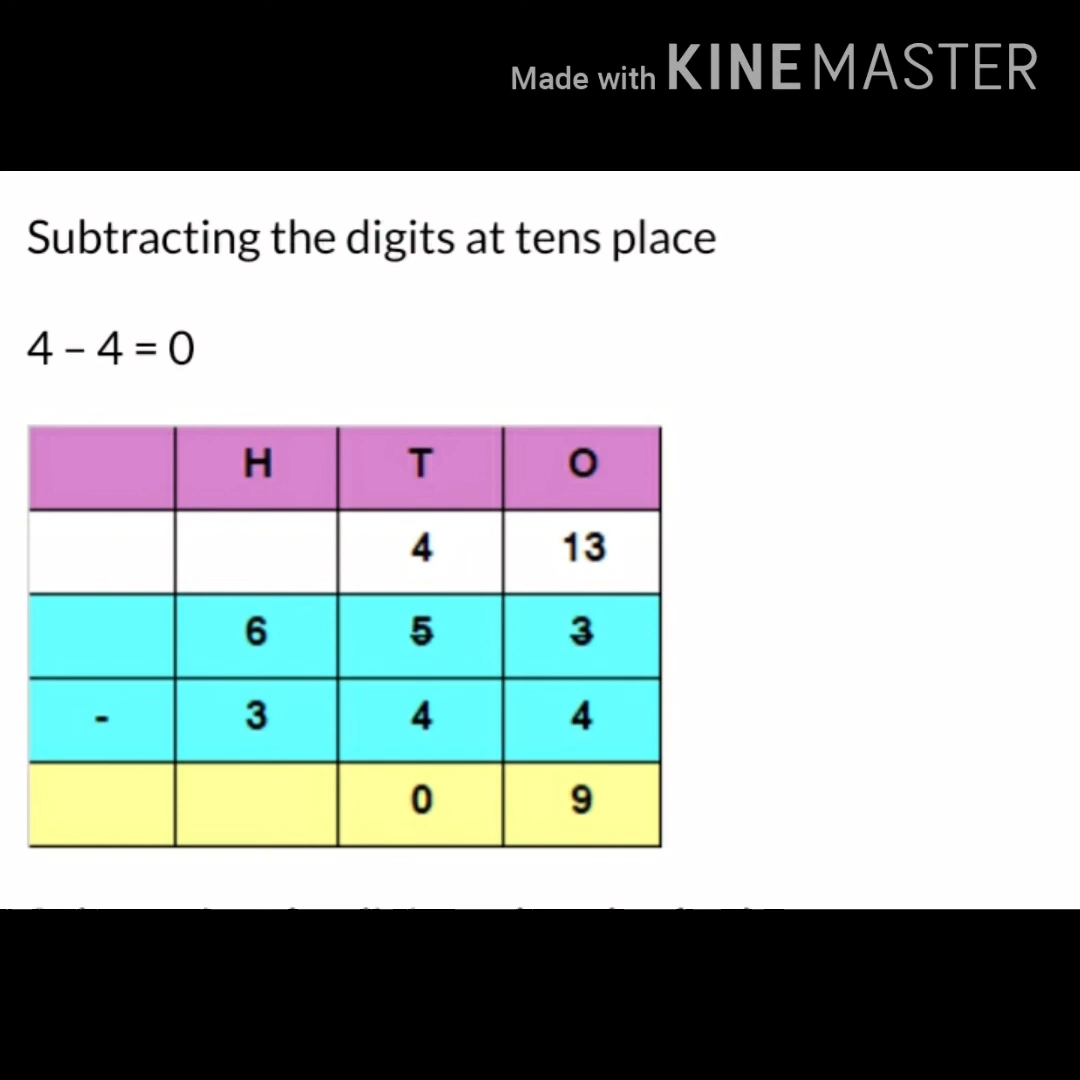 Made with KINEMASTER
Subtracting the digits at tens place
4 – 4 = 0
H T O
4 13
6 5 3
- 3 4 4
0 9